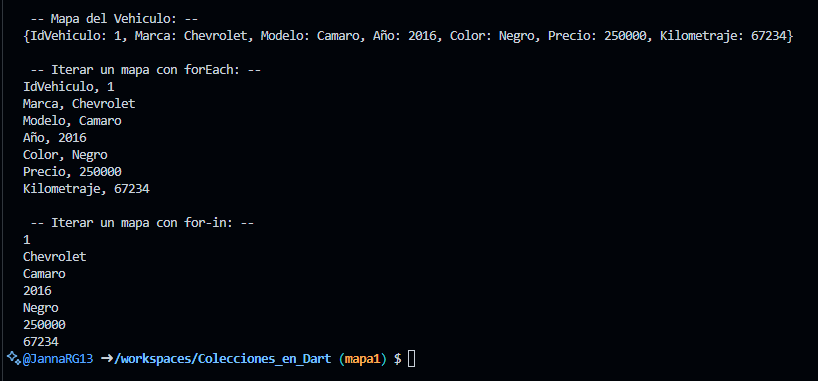 -- Mapa del Vehiculo: --
{IdVehiculo: 1, Marca: Chevrolet, Modelo: Camaro, Año: 2016, Color: Negro, Precio: 250000, Kilometraje: 67234}
-- Iterar un mapa con forEach: --
IdVehiculo, 1
Marca, Chevrolet
Modelo, Camaro
Año, 2016
Color, Negro
Precio, 250000
Kilometraje, 67234
-- Iterar un mapa con for-in: --
1
Chevrolet
Camaro
2016
Negro
250000
67234
@JannaRG13 ➜/workspaces/Colecciones_en_Dart (mapa1) $